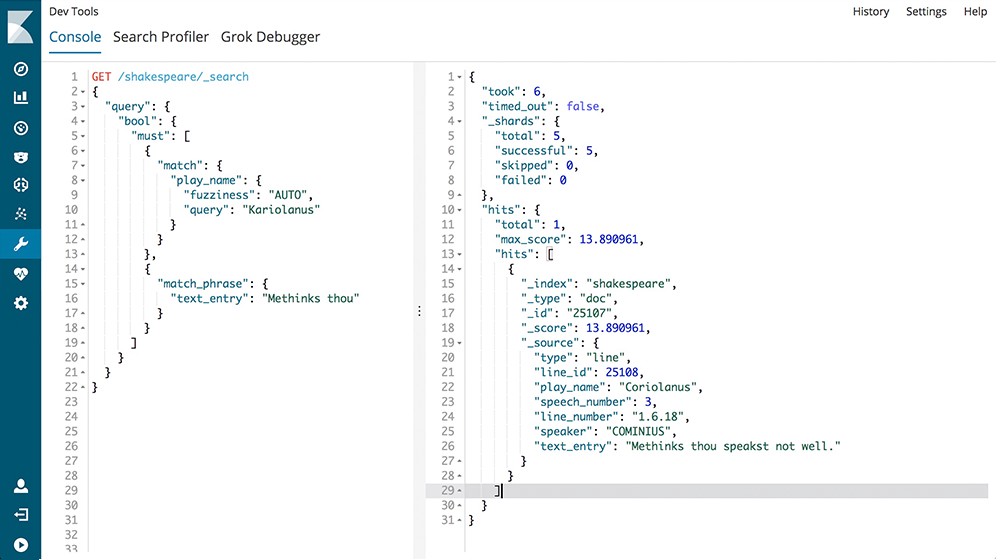 Dev Tools
History Settings Help
Console Search Profiler Grok Debugger
1 GET /shakespeare/_search
2 {
3 "query": {
4 "bool": {
5 "must": [
6 {
7 "match": {
8 "play_name": {
9 "fuzziness": "AUTO",
10 "query": "Kariolanus"
11 }
12 }
13 },
14 {
15 "match_phrase": {
16 "text_entry": "Methinks thou"
17 }
18 }
19 ]
20 }
21 }
22 }
23
24
25
26
27
28
29
30
31
32
33
1 {
2 "took": 6,
3 "timed_out": false,
4 "_shards": {
5 "total": 5,
6 "successful": 5,
7 "skipped": 0,
8 "failed": 0
9 },
10 "hits": {
11 "total": 1,
12 "max_score": 13.890961,
13 "hits": [
14 {
15 "_index": "shakespeare",
16 "_type": "doc",
17 "_id": "25107",
18 "_score": 13.890961,
19 "_source": {
20 "type": "line",
21 "line_id": 25108,
22 "play_name": "Coriolanus",
23 "speech_number": 3,
24 "line_number": "1.6.18",
25 "speaker": "COMINIUS",
26 "text_entry": "Methinks thou speakst not well."
27 }
28 }
29 ]
30 }
31 }